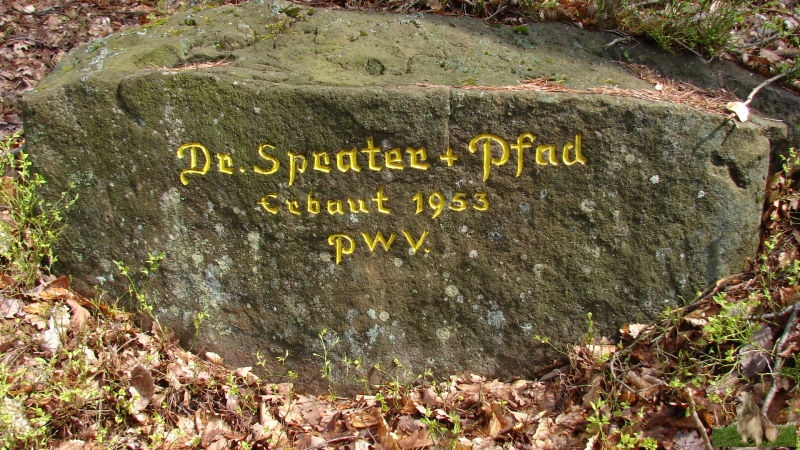 Dr. Sprater + Pfad
Erbaut 1953
PWV.